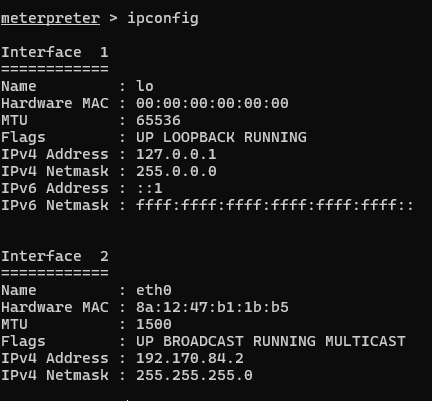 meterpreter > ipconfig
Interface  1
============
Name         : lo
Hardware MAC : 00:00:00:00:00:00
MTU          : 65536
Flags        : UP LOOPBACK RUNNING
IPv4 Address : 127.0.0.1
IPv4 Netmask : 255.0.0.0
IPv6 Address : ::1
IPv6 Netmask : ffff:ffff:ffff:ffff:ffff:ffff::
Interface  2
============
Name         : eth0
Hardware MAC : 8a:12:47:b1:1b:b5
MTU          : 1500
Flags        : UP BROADCAST RUNNING MULTICAST
IPv4 Address : 192.170.84.2
IPv4 Netmask : 255.255.255.0